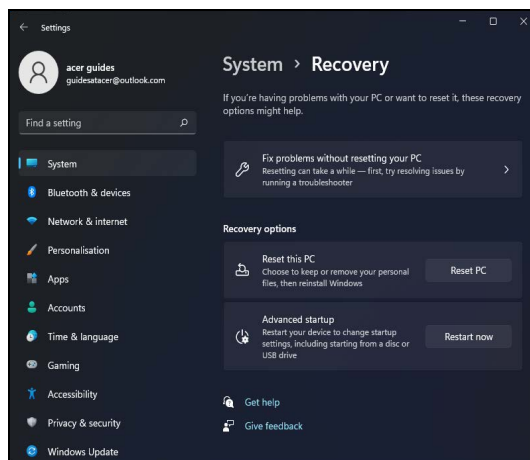 Settings
acer guides
guidesatacer@outlook.com
Find a setting
System
Bluetooth & devices
Network & internet
Personalisation
Apps
Accounts
Time & language
Gaming
Accessibility
Privacy & security
Windows Update
System > Recovery
If you're having problems with your PC or want to reset it, these recovery
options might help.
Fix problems without resetting your PC
Resetting can take a while — first, try resolving issues by
running a troubleshooter
Recovery options
Reset this PC
Choose to keep or remove your personal
files, then reinstall Windows
Reset PC
Advanced startup
Restart your device to change startup
settings, including starting from a disc or
USB drive
Restart now
Get help
Give feedback